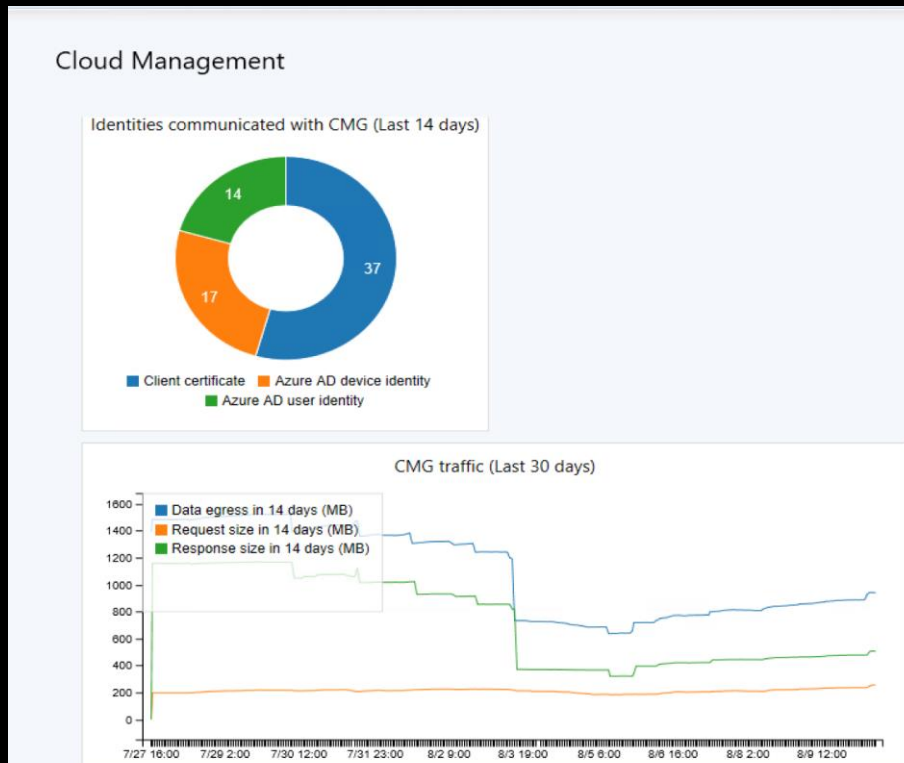 Cloud Management
Identities communicated with CMG (Last 14 days)
14
37
17
Client certificate Azure AD device identity
Azure AD user identity
CMG traffic (Last 30 days)
1600
Data egress in 14 days (MB)
Request size in 14 days (MB)
1400
Response size in 14 days (MB)
1200
1000
800
600
400
200
0
7/27 16:00 7/29 2:00 7/30 12:00 7/31 23:00 8/2 9:00 8/3 19:00 8/5 6:00 8/6 16:00 8/8 2:00 8/9 12:00